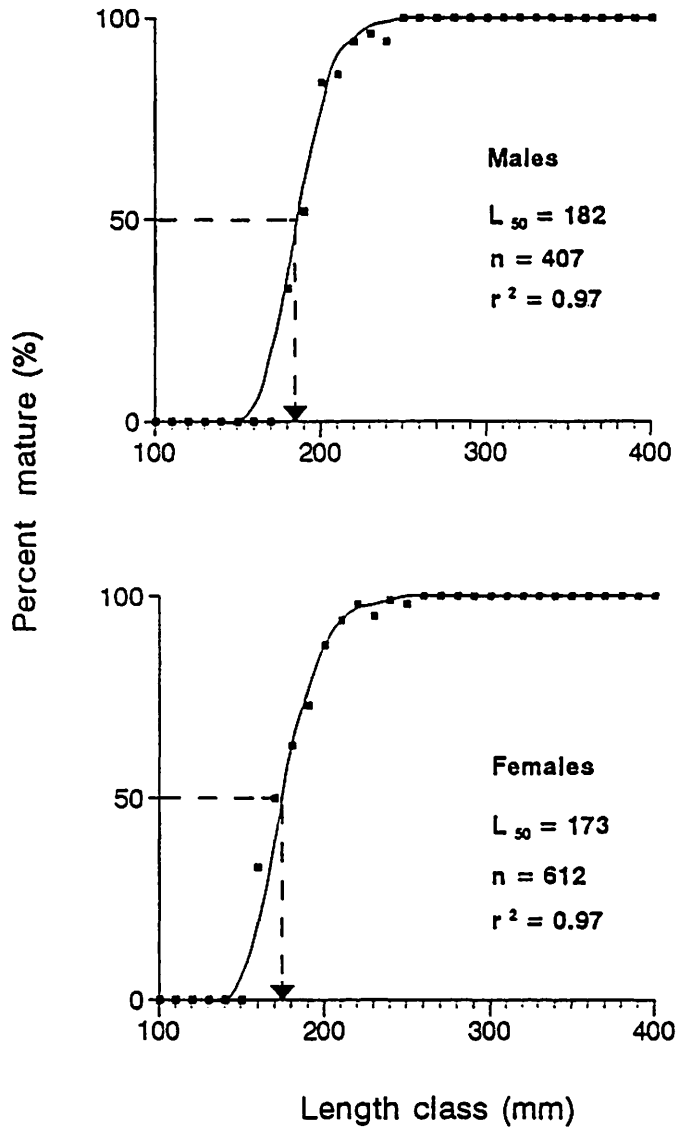 Percent mature (%)
100
50
0
100 200 300 400
Males
L 50 = 182
n = 407
r 2 = 0.97
100
50
0
100 200 300 400
Females
L 50 = 173
n = 612
r 2 = 0.97
Length class (mm)